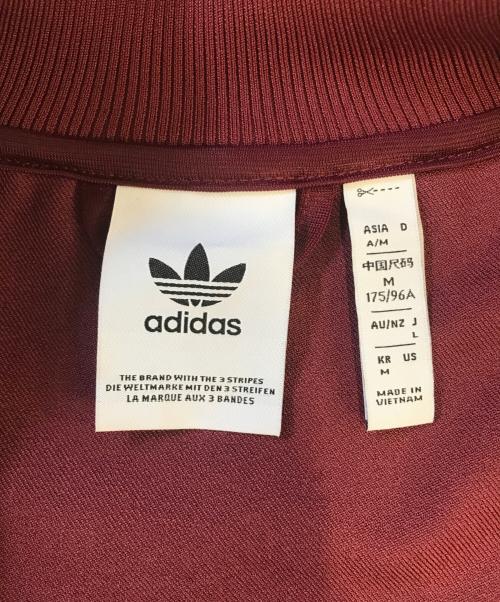 adidas
THE BRAND WITH THE 3 STRIPES
DIE WELTMARKE MIT DEN 3 STREIFEN
LA MARQUE AUX 3 BANDES
ASIA D
A/M
中国尺码
M
175/96A
AU/NZ J
L
KR US
M
MADE IN
VIETNAM